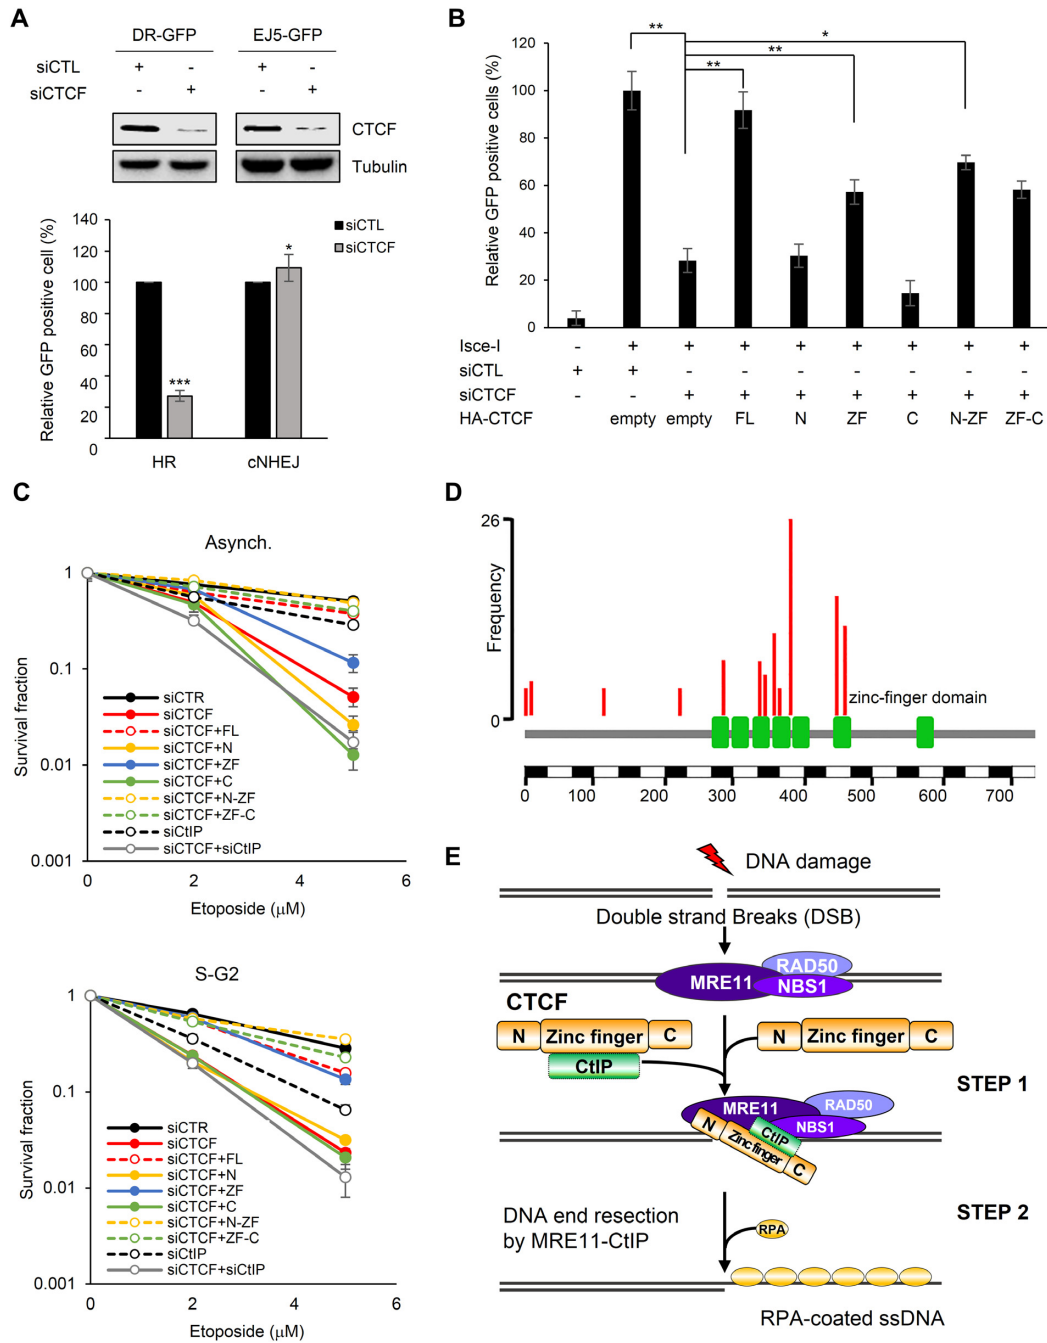 A
DR-GFP EJ5-GFP
siCTL + - + -
siCTCF - + - +
CTCF
Tubulin
Relative GFP positive cell (%)
140
120
100
80
60
40
20
0
siCTL
siCTCF
***
*
HR cNHEJ
B
Relative GFP positive cells (%)
120
100
80
60
40
20
0
**
**
**
*
Isce-I - + + + + + + + +
siCTL + + - - - - - - -
siCTCF - - + + + + + + +
HA-CTCF empty empty FL N ZF C N-ZF ZF-C
C
Asynch.
Survival fraction
1
0.1
0.01
0.001
siCTR
siCTCF
siCTCF+FL
siCTCF+N
siCTCF+ZF
siCTCF+C
siCTCF+N-ZF
siCTCF+ZF-C
siCtIP
siCTCF+siCtIP
0 2 4 6
Etoposide (μM)
S-G2
Survival fraction
1
0.1
0.01
0.001
siCTR
siCTCF
siCTCF+FL
siCTCF+N
siCTCF+ZF
siCTCF+C
siCTCF+N-ZF
siCTCF+ZF-C
siCtIP
siCTCF+siCtIP
0 2 4 6
Etoposide (μM)
D
Frequency
26
0
zinc-finger domain
0 100 200 300 400 500 600 700
E
DNA damage
Double strand Breaks (DSB)
MRE11 RAD50 NBS1
CTCF
N Zinc finger C
CtIP
N Zinc finger C
STEP 1
MRE11 RAD50 NBS1
N Zinc finger C
CtIP
STEP 2
DNA end resection
by MRE11-CtIP
RPA
RPA-coated ssDNA